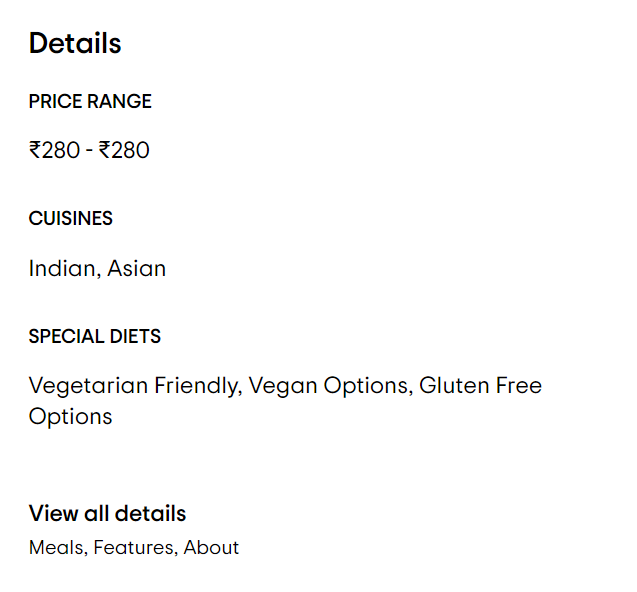 Details
PRICE RANGE
₹280 - ₹280
CUISINES
Indian, Asian
SPECIAL DIETS
Vegetarian Friendly, Vegan Options, Gluten Free
Options
View all details
Meals, Features, About